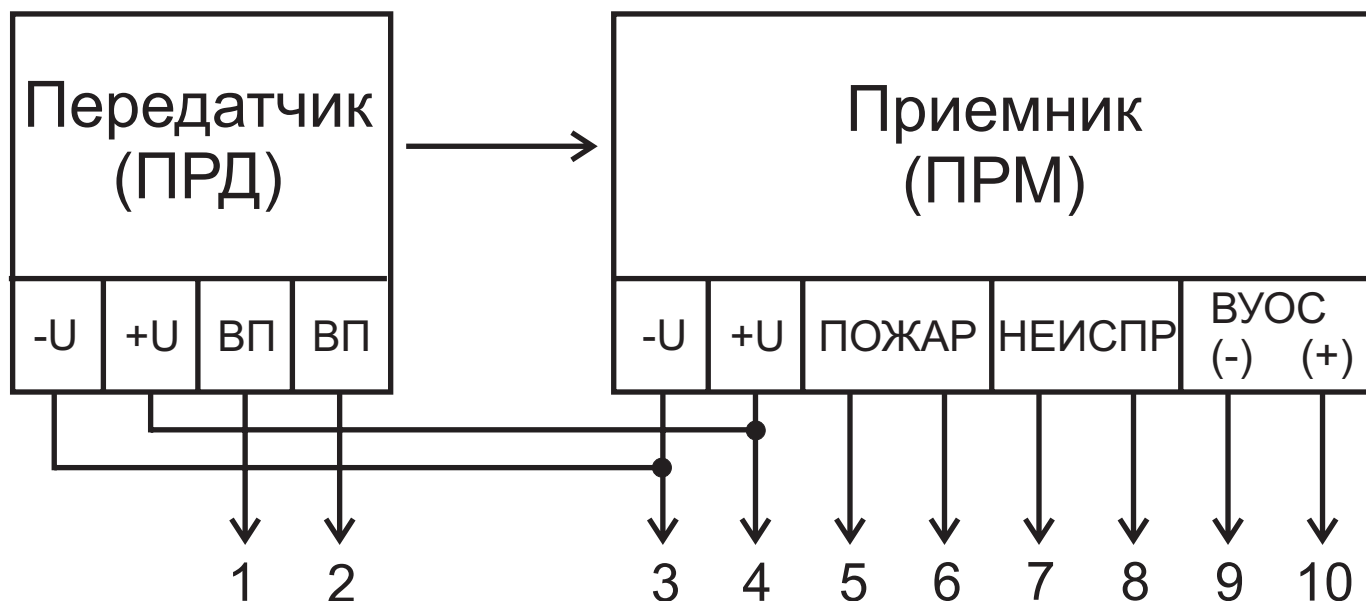 Передатчик
(ПРД)
Приемник
(ПРМ)
-U +U ВП ВП
-U +U ПОЖАР НЕИСПР ВУОС
(-) (+)
1 2 3 4 5 6 7 8 9 10